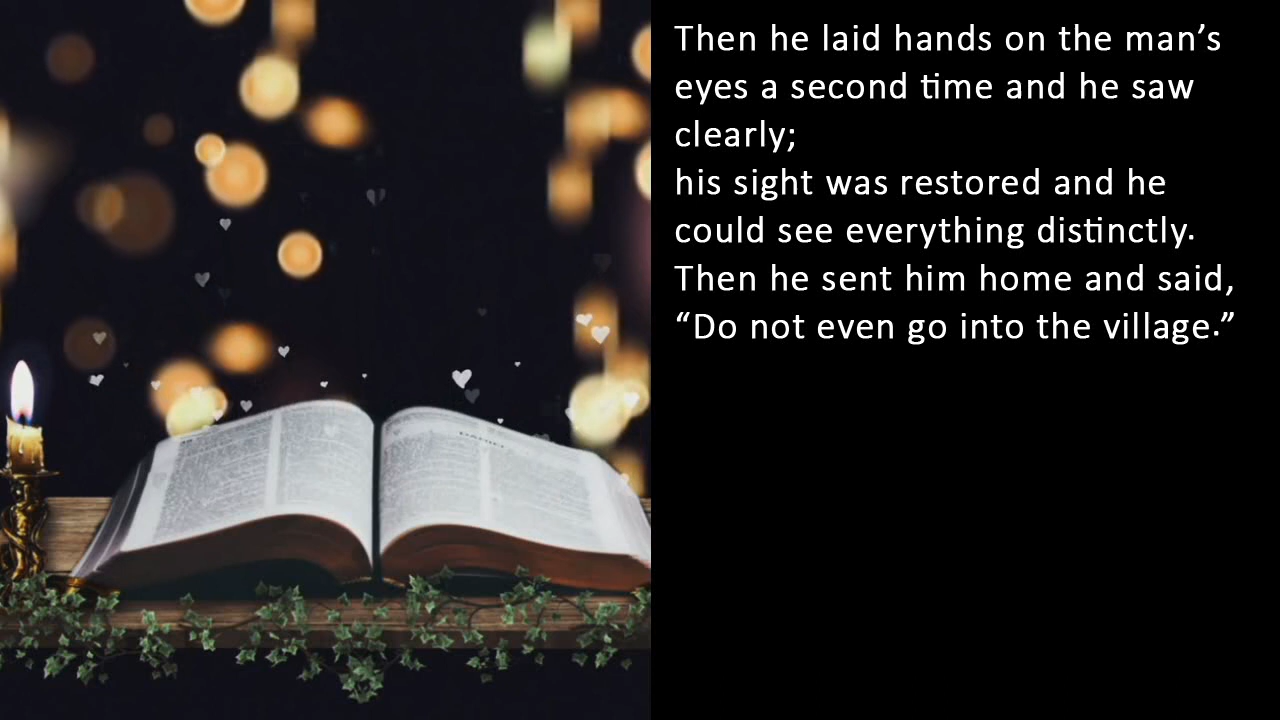 Then he laid hands on the man’s
eyes a second time and he saw
clearly;
his sight was restored and he
could see everything distinctly.
Then he sent him home and said,
“Do not even go into the village.”
DANIEL